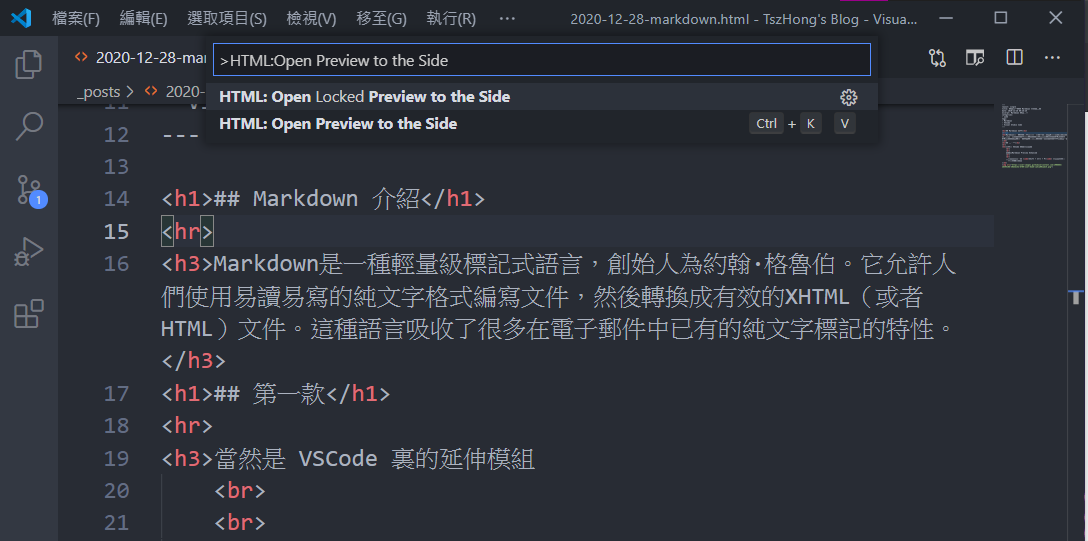 檔案(F) 編輯(E) 選取項目(S) 檢視(V) 移至(G) 執行(R) ··· 2020-12-28-markdown.html - TszHong's Blog - Visua...
2020-12-28-mar
>HTML:Open Preview to the Side
_posts > <> 2020-
HTML: Open Locked Preview to the Side
HTML: Open Preview to the Side Ctrl + K V
11
12 ---
13
14 <h1>## Markdown 介紹</h1>
15 <hr>
16 <h3>Markdown是一種輕量級標記式語言，創始人為約翰·格魯伯。它允許人
們使用易讀易寫的純文字格式編寫文件，然後轉換成有效的XHTML（或者
HTML）文件。這種語言吸收了很多在電子郵件中已有的純文字標記的特性。
</h3>
17 <h1>## 第一款</h1>
18 <hr>
19 <h3>當然是 VSCode 裏的延伸模組
20 <br>
21 <br>
1